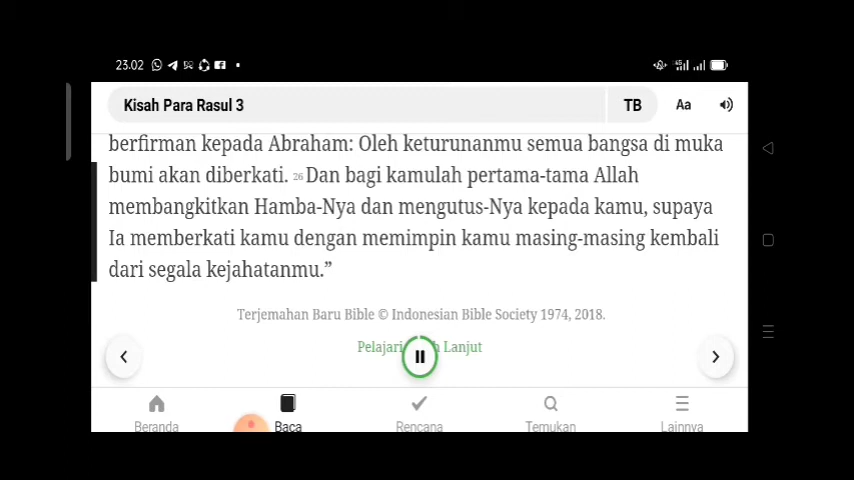 23.02
Kisah Para Rasul 3 TB Aa
berfirman kepada Abraham: Oleh keturunanmu semua bangsa di muka
bumi akan diberkati. 26 Dan bagi kamulah pertama-tama Allah
membangkitkan Hamba-Nya dan mengutus-Nya kepada kamu, supaya
Ia memberkati kamu dengan memimpin kamu masing-masing kembali
dari segala kejahatanmu.”
Terjemahan Baru Bible © Indonesian Bible Society 1974, 2018.
Pelajari Lanjut
Beranda Baca Rencana Temukan Lainnya